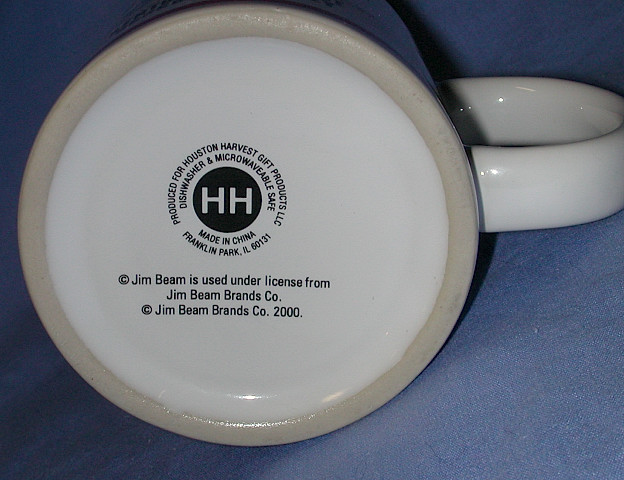 PRODUCED FOR HOUSTON HARVEST GIFT PRODUCTS LLC
DISHWASHER & MICROWAVEABLE SAFE
HH
MADE IN CHINA
FRANKLIN PARK, IL 60131
© Jim Beam is used under license from
Jim Beam Brands Co.
© Jim Beam Brands Co. 2000.